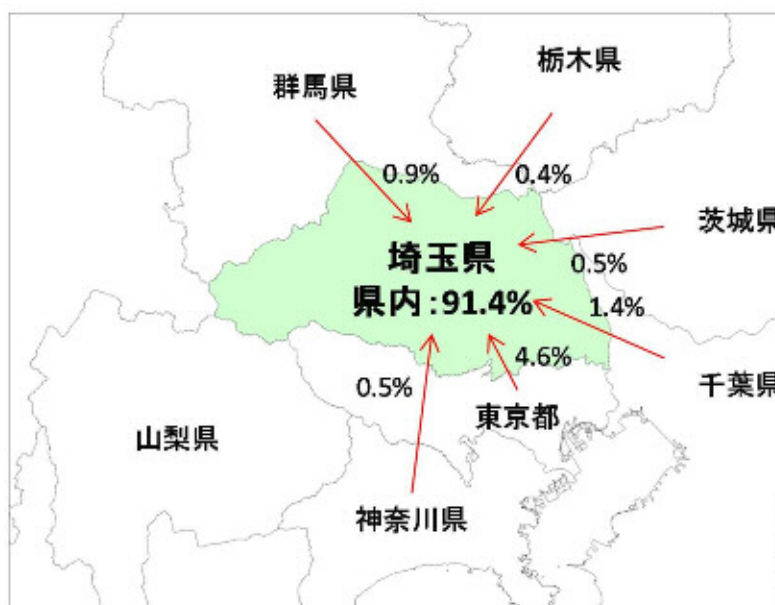 栃木県
群馬県
0.9%
0.4%
茨城県
埼玉県
0.5%
県内:91.4%
1.4%
4.6%
0.5%
千葉県
東京都
山梨県
神奈川県